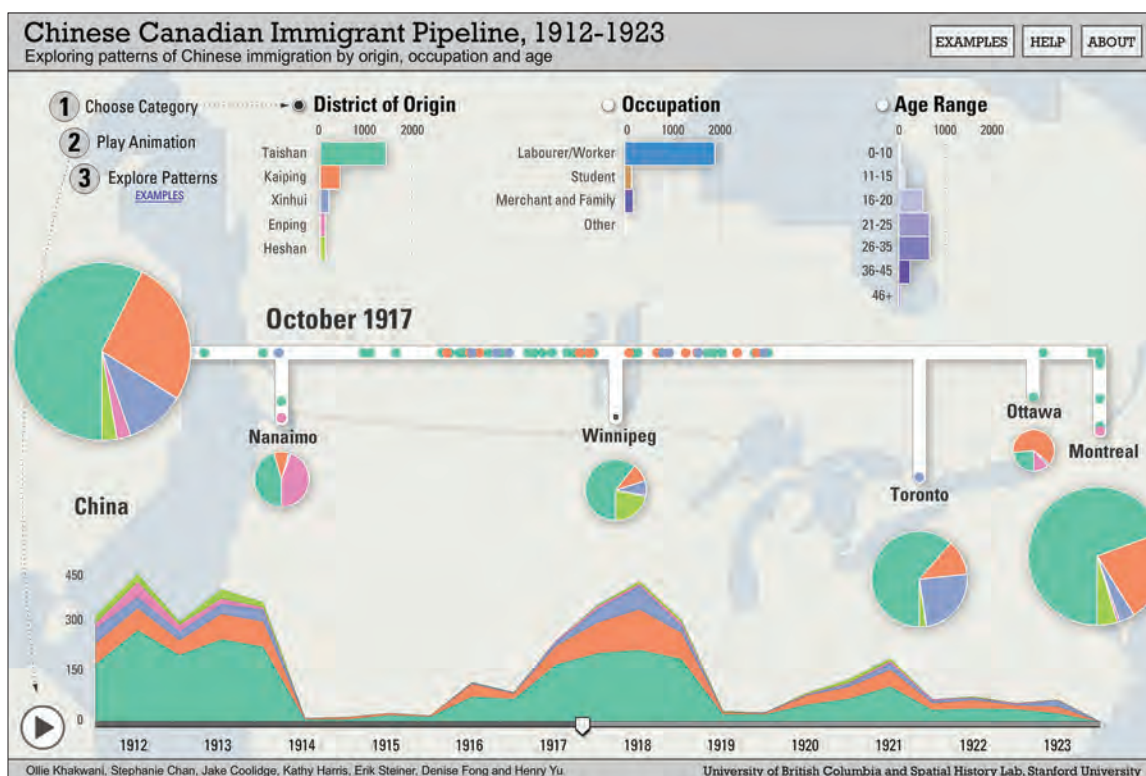 Chinese Canadian Immigrant Pipeline, 1912-1923
Exploring patterns of Chinese immigration by origin, occupation and age
EXAMPLES
HELP
ABOUT
1 Choose Category
2 Play Animation
3 Explore Patterns
EXAMPLES
District of Origin
0 1000 2000
Taishan
Kaiping
Xinhui
Enping
Heshan
Occupation
0 1000 2000
Labourer/Worker
Student
Merchant and Family
Other
Age Range
0 1000 2000
0-10
11-15
16-20
21-25
26-35
36-45
46+
October 1917
Nanaimo
Winnipeg
Toronto
Ottawa
Montreal
China
450
300
150
0
1912 1913 1914 1915 1916 1917 1918 1919 1920 1921 1922 1923
Ollie Khakwani, Stephanie Chan, Jake Coolidge, Kathy Harris, Erik Steiner, Denise Fong and Henry Yu
University of British Columbia and Spatial History Lab, Stanford University